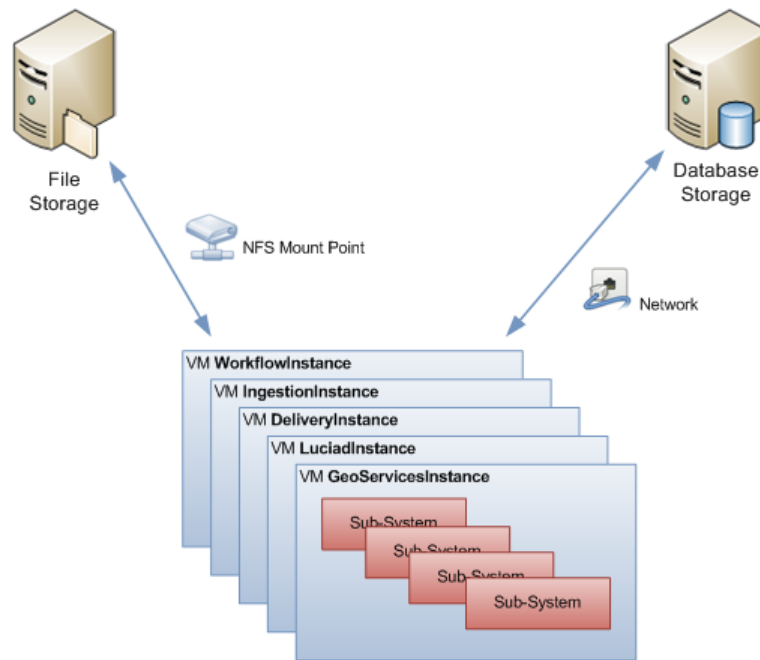 File
Storage
Database
Storage
NFS Mount Point
Network
VM WorkflowInstance
VM IngestionInstance
VM DeliveryInstance
VM LuciadInstance
VM GeoServicesInstance
Sub-System
Sub-System
Sub-System
Sub-System